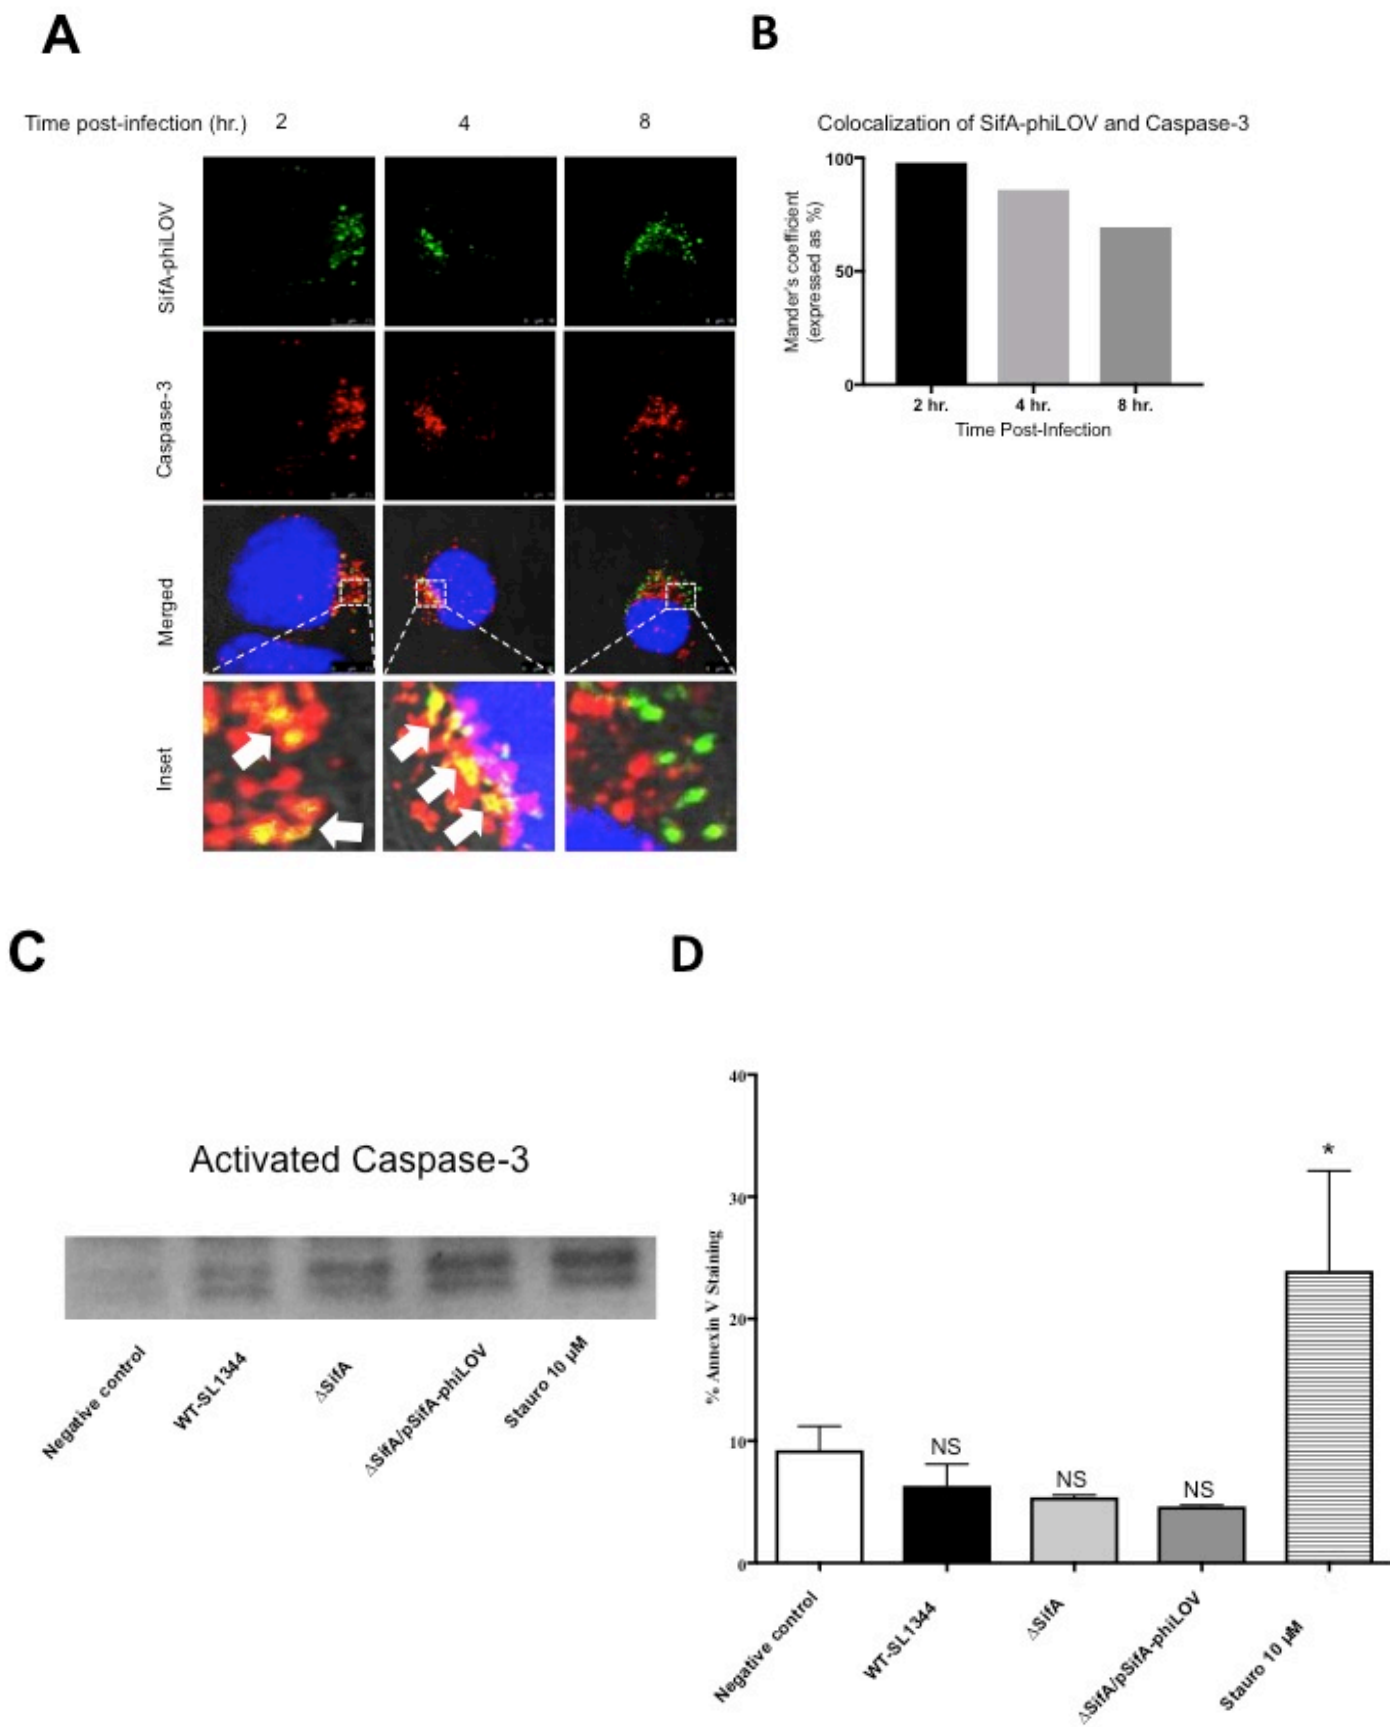 A
Time post-infection (hr.) 2 4 8
SifA-phiLOV
Caspase-3
Merged
Inset
B
Colocalization of SifA-phiLOV and Caspase-3
Mander's coefficient
(expressed as %)
100
50
0
2 hr. 4 hr. 8 hr.
Time Post-Infection
C
Activated Caspase-3
Negative control
WT-SL1344
ΔSifA
ΔSifA/pSifA-phiLOV
Stauro 10 µM
D
% Annexin V Staining
40
30
20
10
0
NS
NS
NS
*
Negative control
WT-SL1344
ΔSifA
ΔSifA/pSifA-phiLOV
Stauro 10 µM